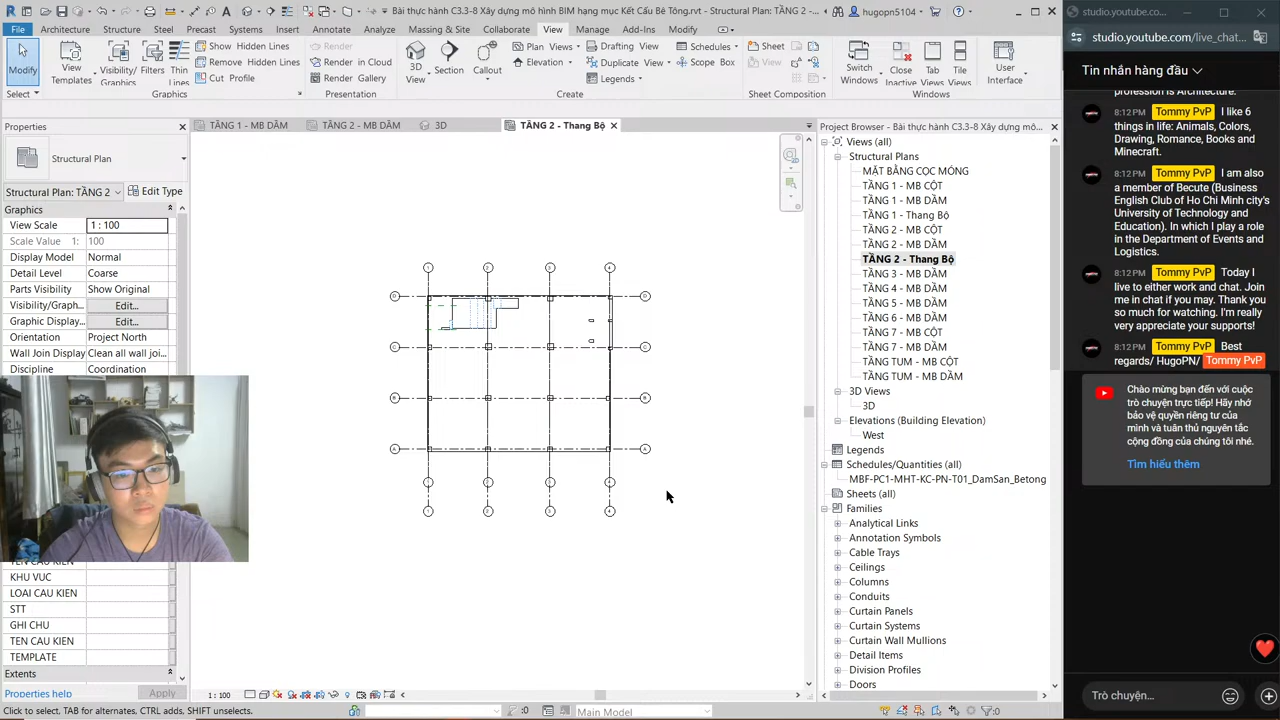 Bài thực hành C3.3-8 Xây dựng mô hình BIM hạng mục Kết Cấu Bê Tông.rvt - Structural Plan: TẦNG 2 -...
hugopn5104
File Architecture Structure Steel Precast Systems Insert Annotate Analyze Massing & Site Collaborate View Manage Add-Ins Modify
Modify
View Templates
Visibility/ Graphics
Filters
Thin Lines
Show Hidden Lines
Remove Hidden Lines
Cut Profile
Render
Render in Cloud
Render Gallery
3D View
Section
Callout
Plan Views
Elevation
Drafting View
Duplicate View
Legends
Schedules
Scope Box
Sheet
View
Switch Windows
Close Inactive
Tab Views
Tile Views
User Interface
Select Graphics Presentation Create Sheet Composition Windows
Properties
TẦNG 1 - MB DẦM
TẦNG 2 - MB DẦM
3D
TẦNG 2 - Thang Bộ
Structural Plan
Structural Plan: TẦNG 2
Edit Type
Graphics
View Scale 1 : 100
Scale Value 1: 100
Display Model Normal
Detail Level Coarse
Parts Visibility Show Original
Visibility/Graph... Edit...
Graphic Display... Edit...
Orientation Project North
Wall Join Display Clean all wall joi...
Discipline Coordination
KHU VUC
LOAI CAU KIEN
STT
GHI CHU
TEN CAU KIEN
TEMPLATE
Extents
Properties help
Apply
1 2 3 4
D D
C C
B B
A A
1 2 3 4
1 : 100
Click to select, TAB for alternates, CTRL adds, SHIFT unselects.
:0
Main Model
:0
Project Browser - Bài thực hành C3.3-8 Xây dựng mô...
Views (all)
Structural Plans
MẶT BẰNG CỌC MÓNG
TẦNG 1 - MB CỘT
TẦNG 1 - MB DẦM
TẦNG 1 - Thang Bộ
TẦNG 2 - MB CỘT
TẦNG 2 - MB DẦM
TẦNG 2 - Thang Bộ
TẦNG 3 - MB DẦM
TẦNG 4 - MB DẦM
TẦNG 5 - MB DẦM
TẦNG 6 - MB DẦM
TẦNG 7 - MB CỘT
TẦNG 7 - MB DẦM
TẦNG TUM - MB CỘT
TẦNG TUM - MB DẦM
3D Views
3D
Elevations (Building Elevation)
West
Legends
Schedules/Quantities (all)
MBF-PC1-MHT-KC-PN-T01_DamSan_Betong
Sheets (all)
Families
Analytical Links
Annotation Symbols
Cable Trays
Ceilings
Columns
Conduits
Curtain Panels
Curtain Systems
Curtain Wall Mullions
Detail Items
Division Profiles
Doors
studio.youtube.co...
studio.youtube.com/live_chat...
Tin nhắn hàng đầu
profession is Architecture.
8:12 PM Tommy PvP I like 6
things in life: Animals, Colors,
Drawing, Romance, Books and
Minecraft.
8:12 PM Tommy PvP I am also
a member of Becute (Business
English Club of Ho Chi Minh city's
University of Technology and
Education). In which I play a role
in the Department of Events and
Logistics.
8:12 PM Tommy PvP Today I
live to either work and chat. Join
me in chat if you may. Thank you
so much for watching. I'm really
very appreciate your supports!
8:12 PM Tommy PvP Best
regards/ HugoPN/ Tommy PvP
Chào mừng bạn đến với cuộc
trò chuyện trực tiếp! Hãy nhớ
bảo vệ quyền riêng tư của
mình và tuân thủ nguyên tắc
cộng đồng của chúng tôi nhé.
Tìm hiểu thêm
Trò chuyện...